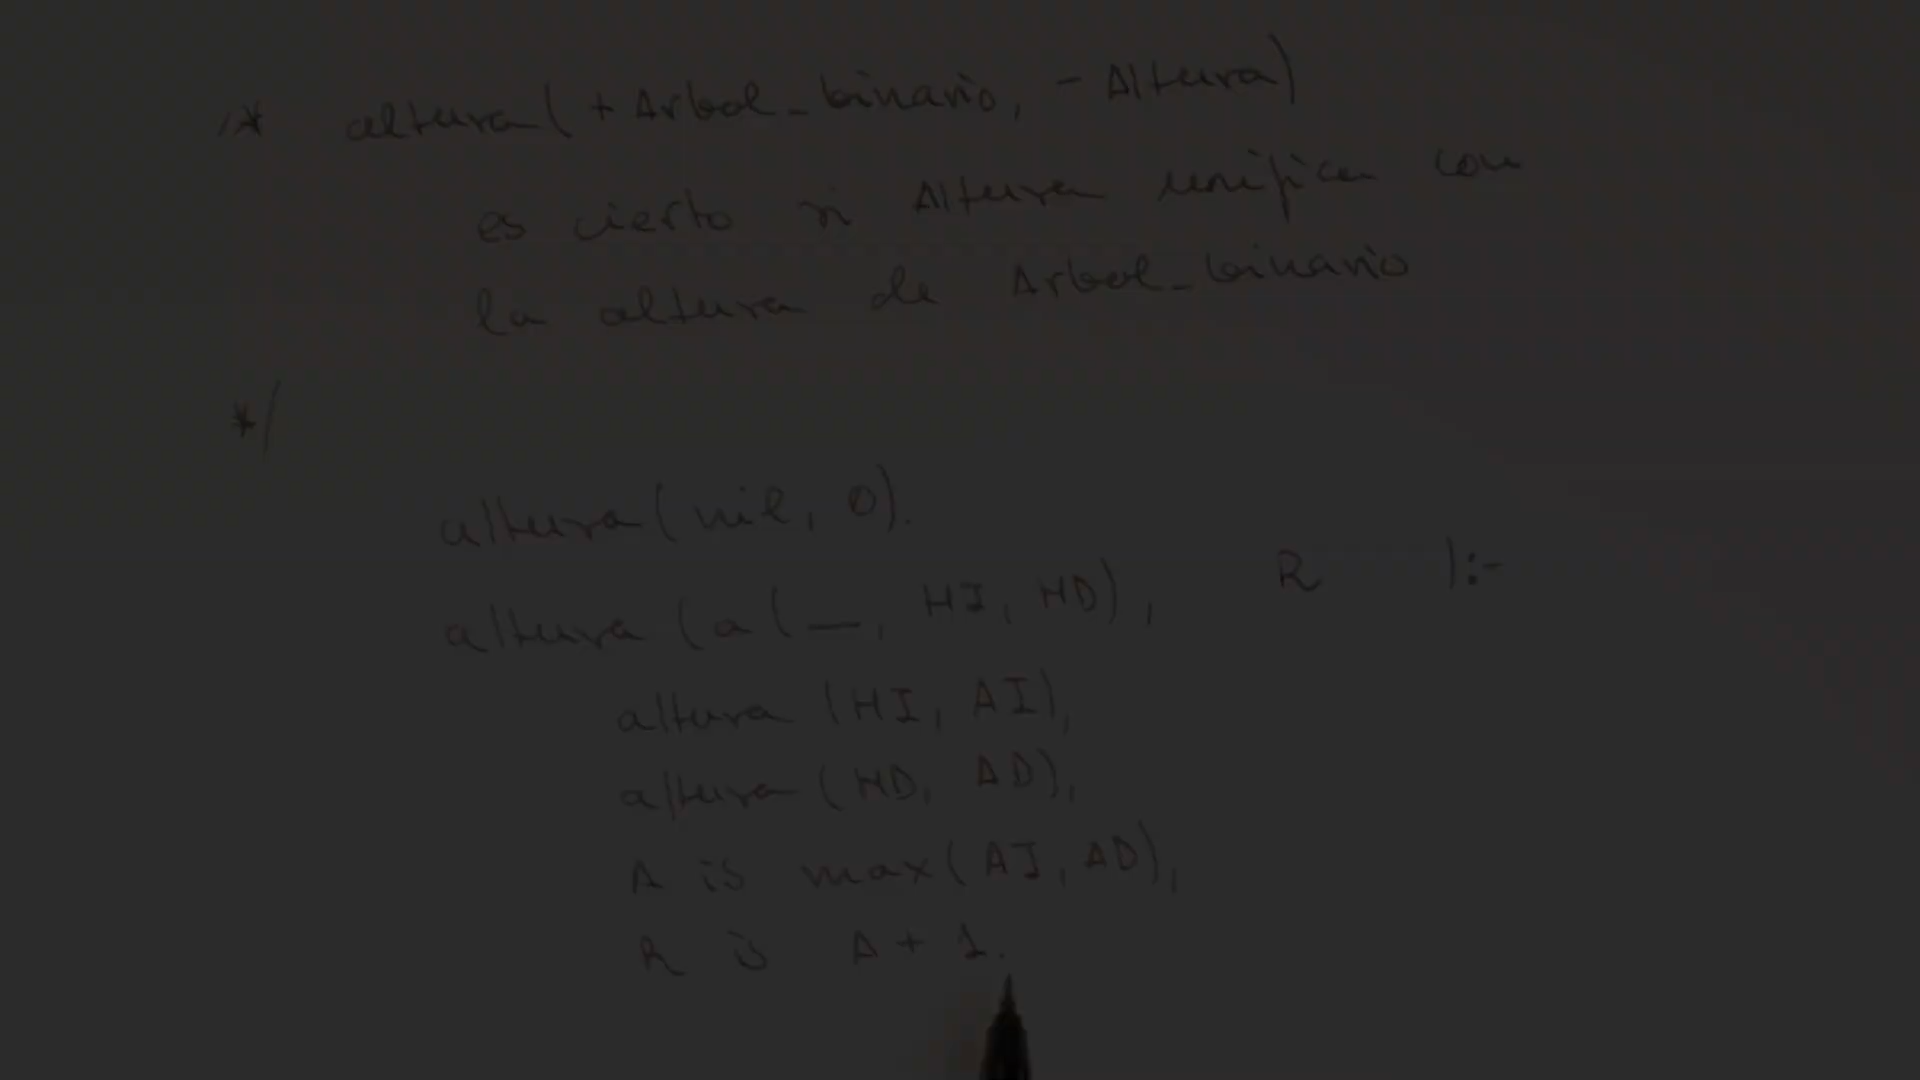 /* altura(+Arbol_binario, -Altura)
es cierto si Altura unifica con
la altura de Arbol_binario
*/
altura(nil, 0).
altura(a(_, HI, HD), R ):-
altura(HI, AI),
altura(HD, AD),
A is max(AI, AD),
R is A + 1.